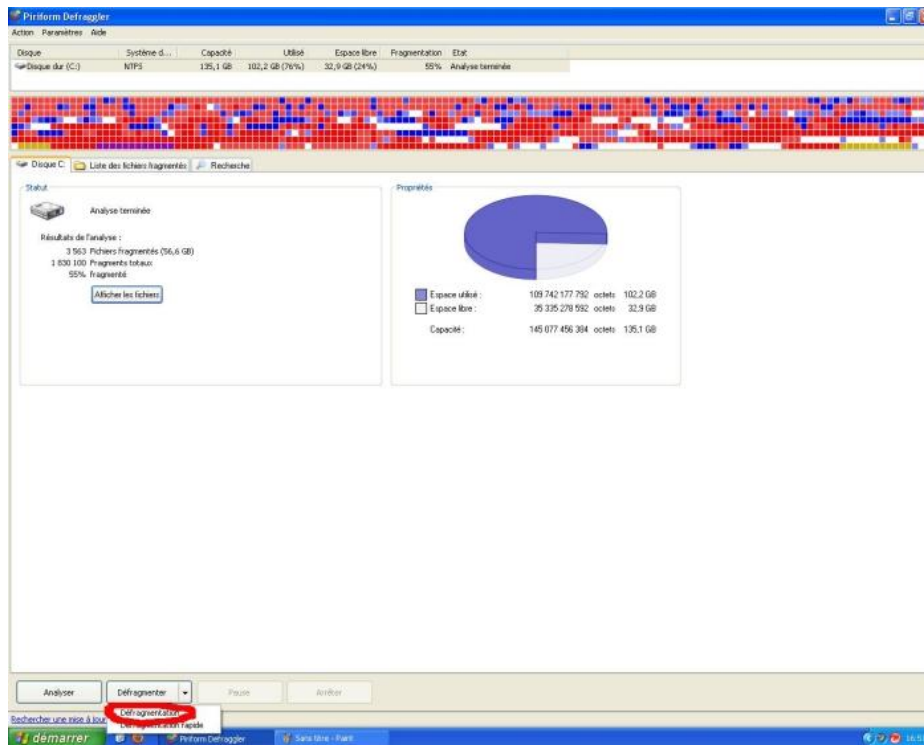 Piriform Defraggler
Action Paramètres Aide
Disque Système d... Capacité Utilisé Espace libre Fragmentation Etat
Disque dur (C:) NTFS 135,1 GB 102,2 GB (76%) 32,9 GB (24%) 55% Analyse terminée
Disque C: Liste des fichiers fragmentés Recherche
Statut
Analyse terminée
Résultats de l'analyse :
3 563 Fichiers fragmentés (56,6 GB)
1 830 100 Fragments totaux
55% fragmenté
Afficher les fichiers
Propriétés
Espace utilisé : 109 742 177 792 octets 102,2 GB
Espace libre : 35 335 278 592 octets 32,9 GB
Capacité : 145 077 456 384 octets 135,1 GB
Analyser Défragmenter Pause Arrêter
Défragmentation
Défragmentation rapide
Rechercher une mise à jour
démarrer Piriform Defraggler Sans titre - Paint